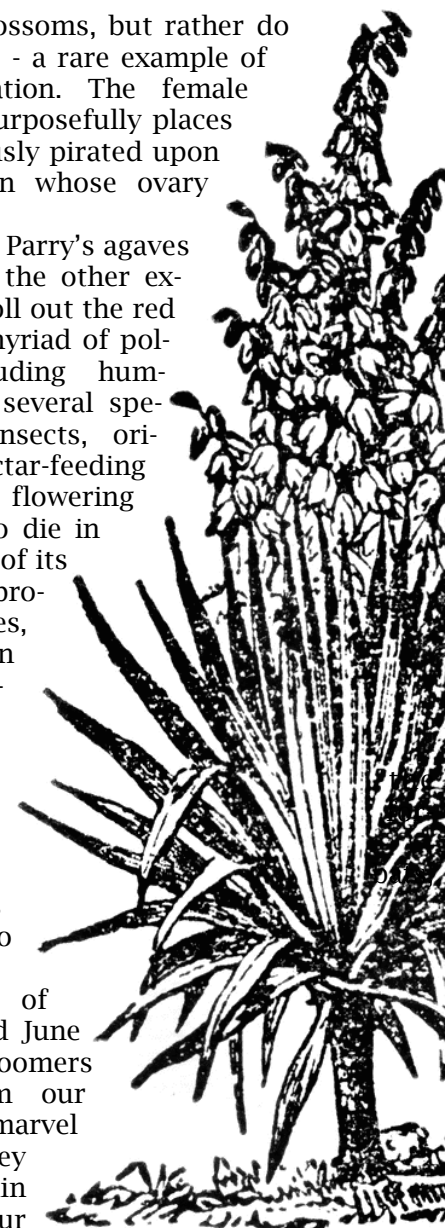 ossoms, but rather do
- a rare example of
ation. The female
urposefully places
usly pirated upon
n whose ovary
Parry's agaves
the other ex-
oll out the red
nyriad of pol-
uding hum-
several spe-
nsects, ori-
ctar-feeding
flowering
o die in
of its
pro-
es,
n
-
o
of
d June
oomers
m our
marvel
ey
in
ur